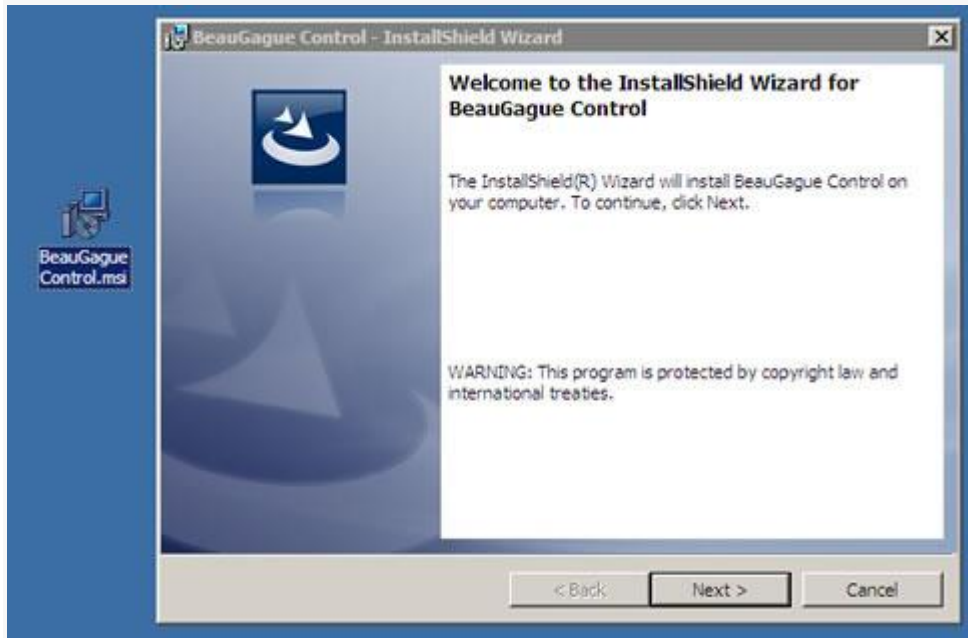 BeauGague Control - InstallShield Wizard
Welcome to the InstallShield Wizard for
BeauGague Control
The InstallShield(R) Wizard will install BeauGague Control on
your computer. To continue, click Next.
BeauGague
Control.msi
WARNING: This program is protected by copyright law and
international treaties.
< Back
Next >
Cancel